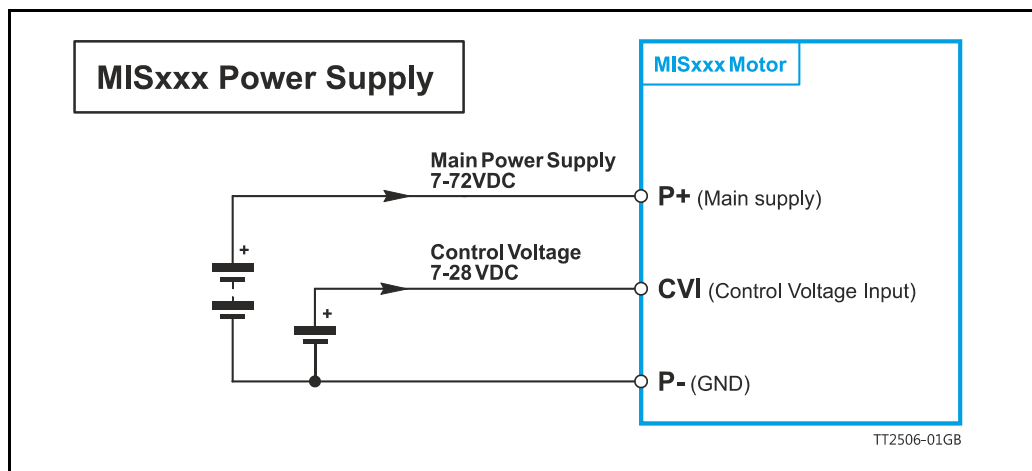 MISxxx Power Supply
MISxxx Motor
Main Power Supply
7-72VDC
P+ (Main supply)
+
Control Voltage
7-28 VDC
CVI (Control Voltage Input)
+
P- (GND)
TT2506-01GB